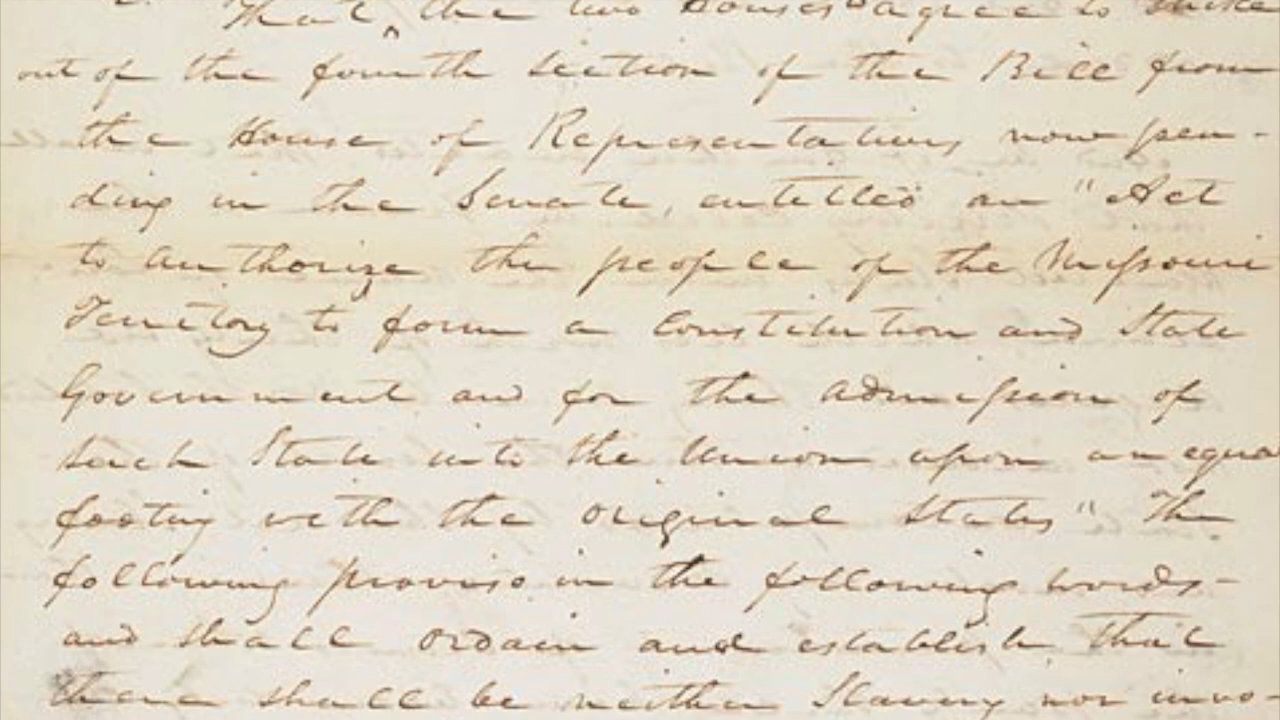 That, the two Houses agree to strike
out of the fourth section of the Bill from
the House of Representatives now pen-
ding in the Senate, entitled an "Act
to authorize the people of the Missouri
Territory to form a Constitution and State
Government and for the admission of
such State into the Union upon an equa
footing with the original States" The
following proviso in the following words-
and shall ordain and establish that
there shall be neither Slavery nor invo-